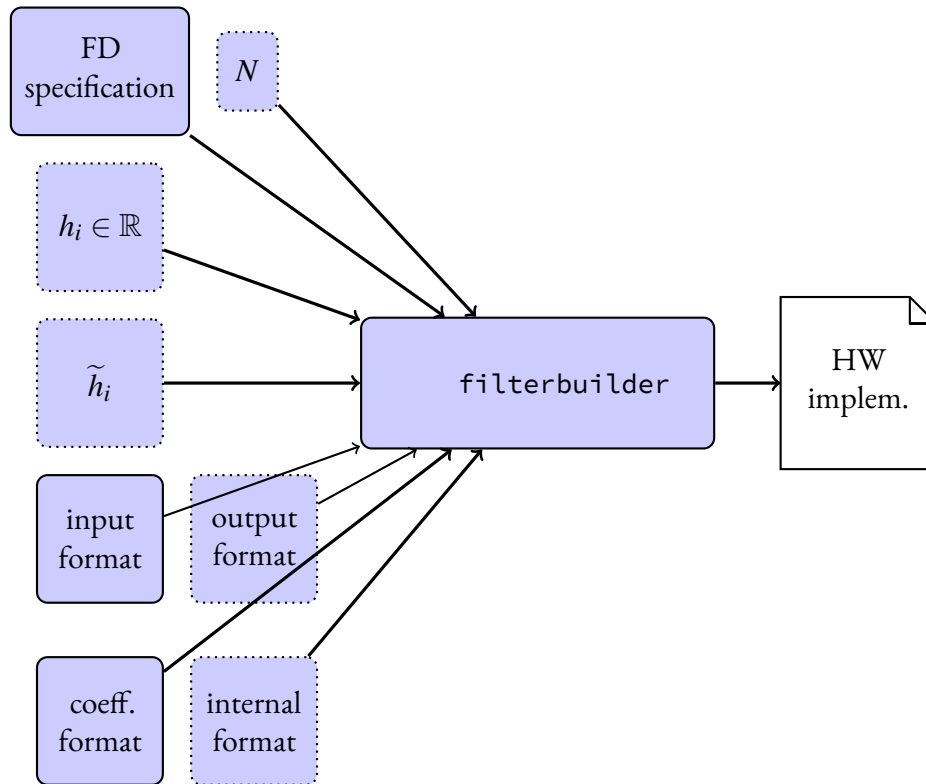 FD
specification
N
h_i ∈ ℝ
h̃_i
filterbuilder
HW
implem.
input
format
output
format
coeff.
format
internal
format